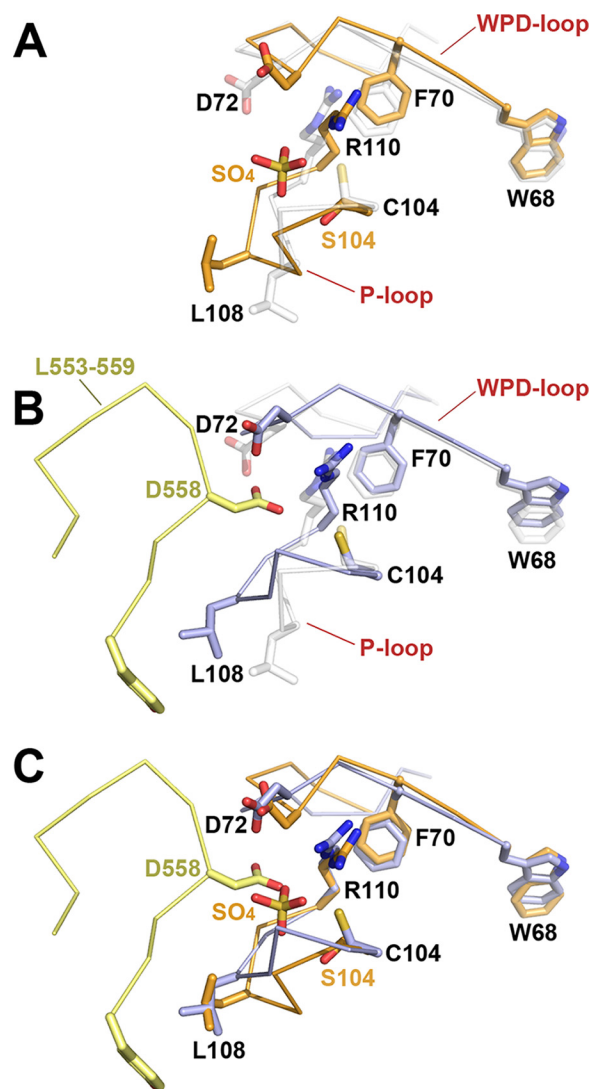 A
WPD-loop
D72
F70
R110
SO4
W68
C104
S104
P-loop
L108
L553-559
B
WPD-loop
D72
F70
D558
R110
C104
W68
P-loop
L108
C
D72
F70
D558
R110
SO4
W68
C104
S104
L108